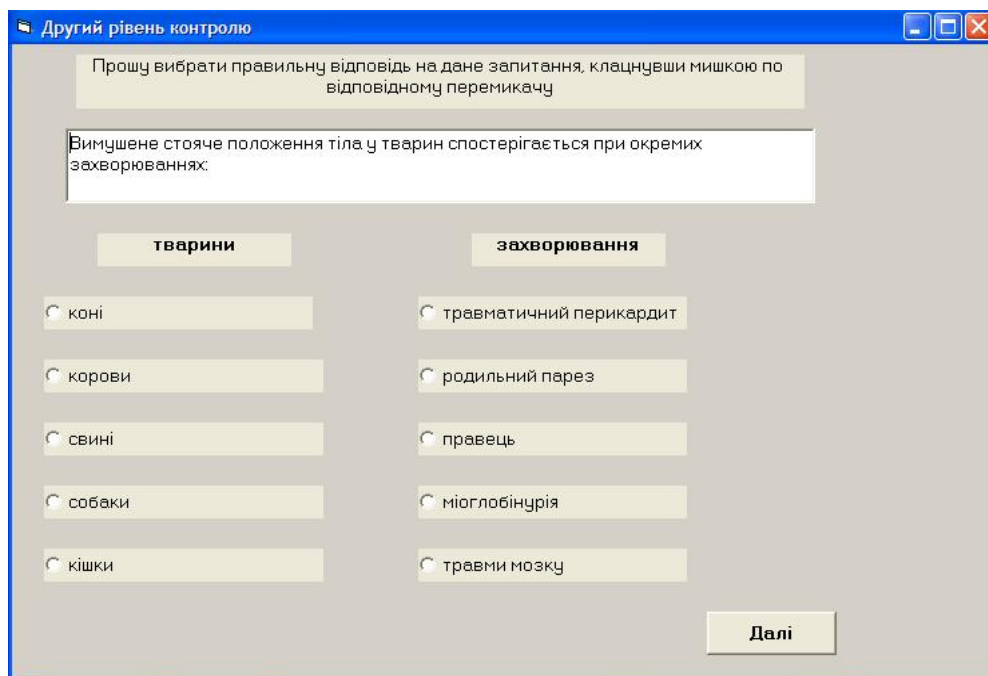 Другий рівень контролю
Прошу вибрати правильну відповідь на дане запитання, клацнувши мишкою по
відповідному перемикачу
Вимушене стояче положення тіла у тварин спостерігається при окремих
захворюваннях:
тварини
захворювання
коні
травматичний перикардит
корови
родильний парез
свині
правець
собаки
міоглобінурія
кішки
травми мозку
Далі